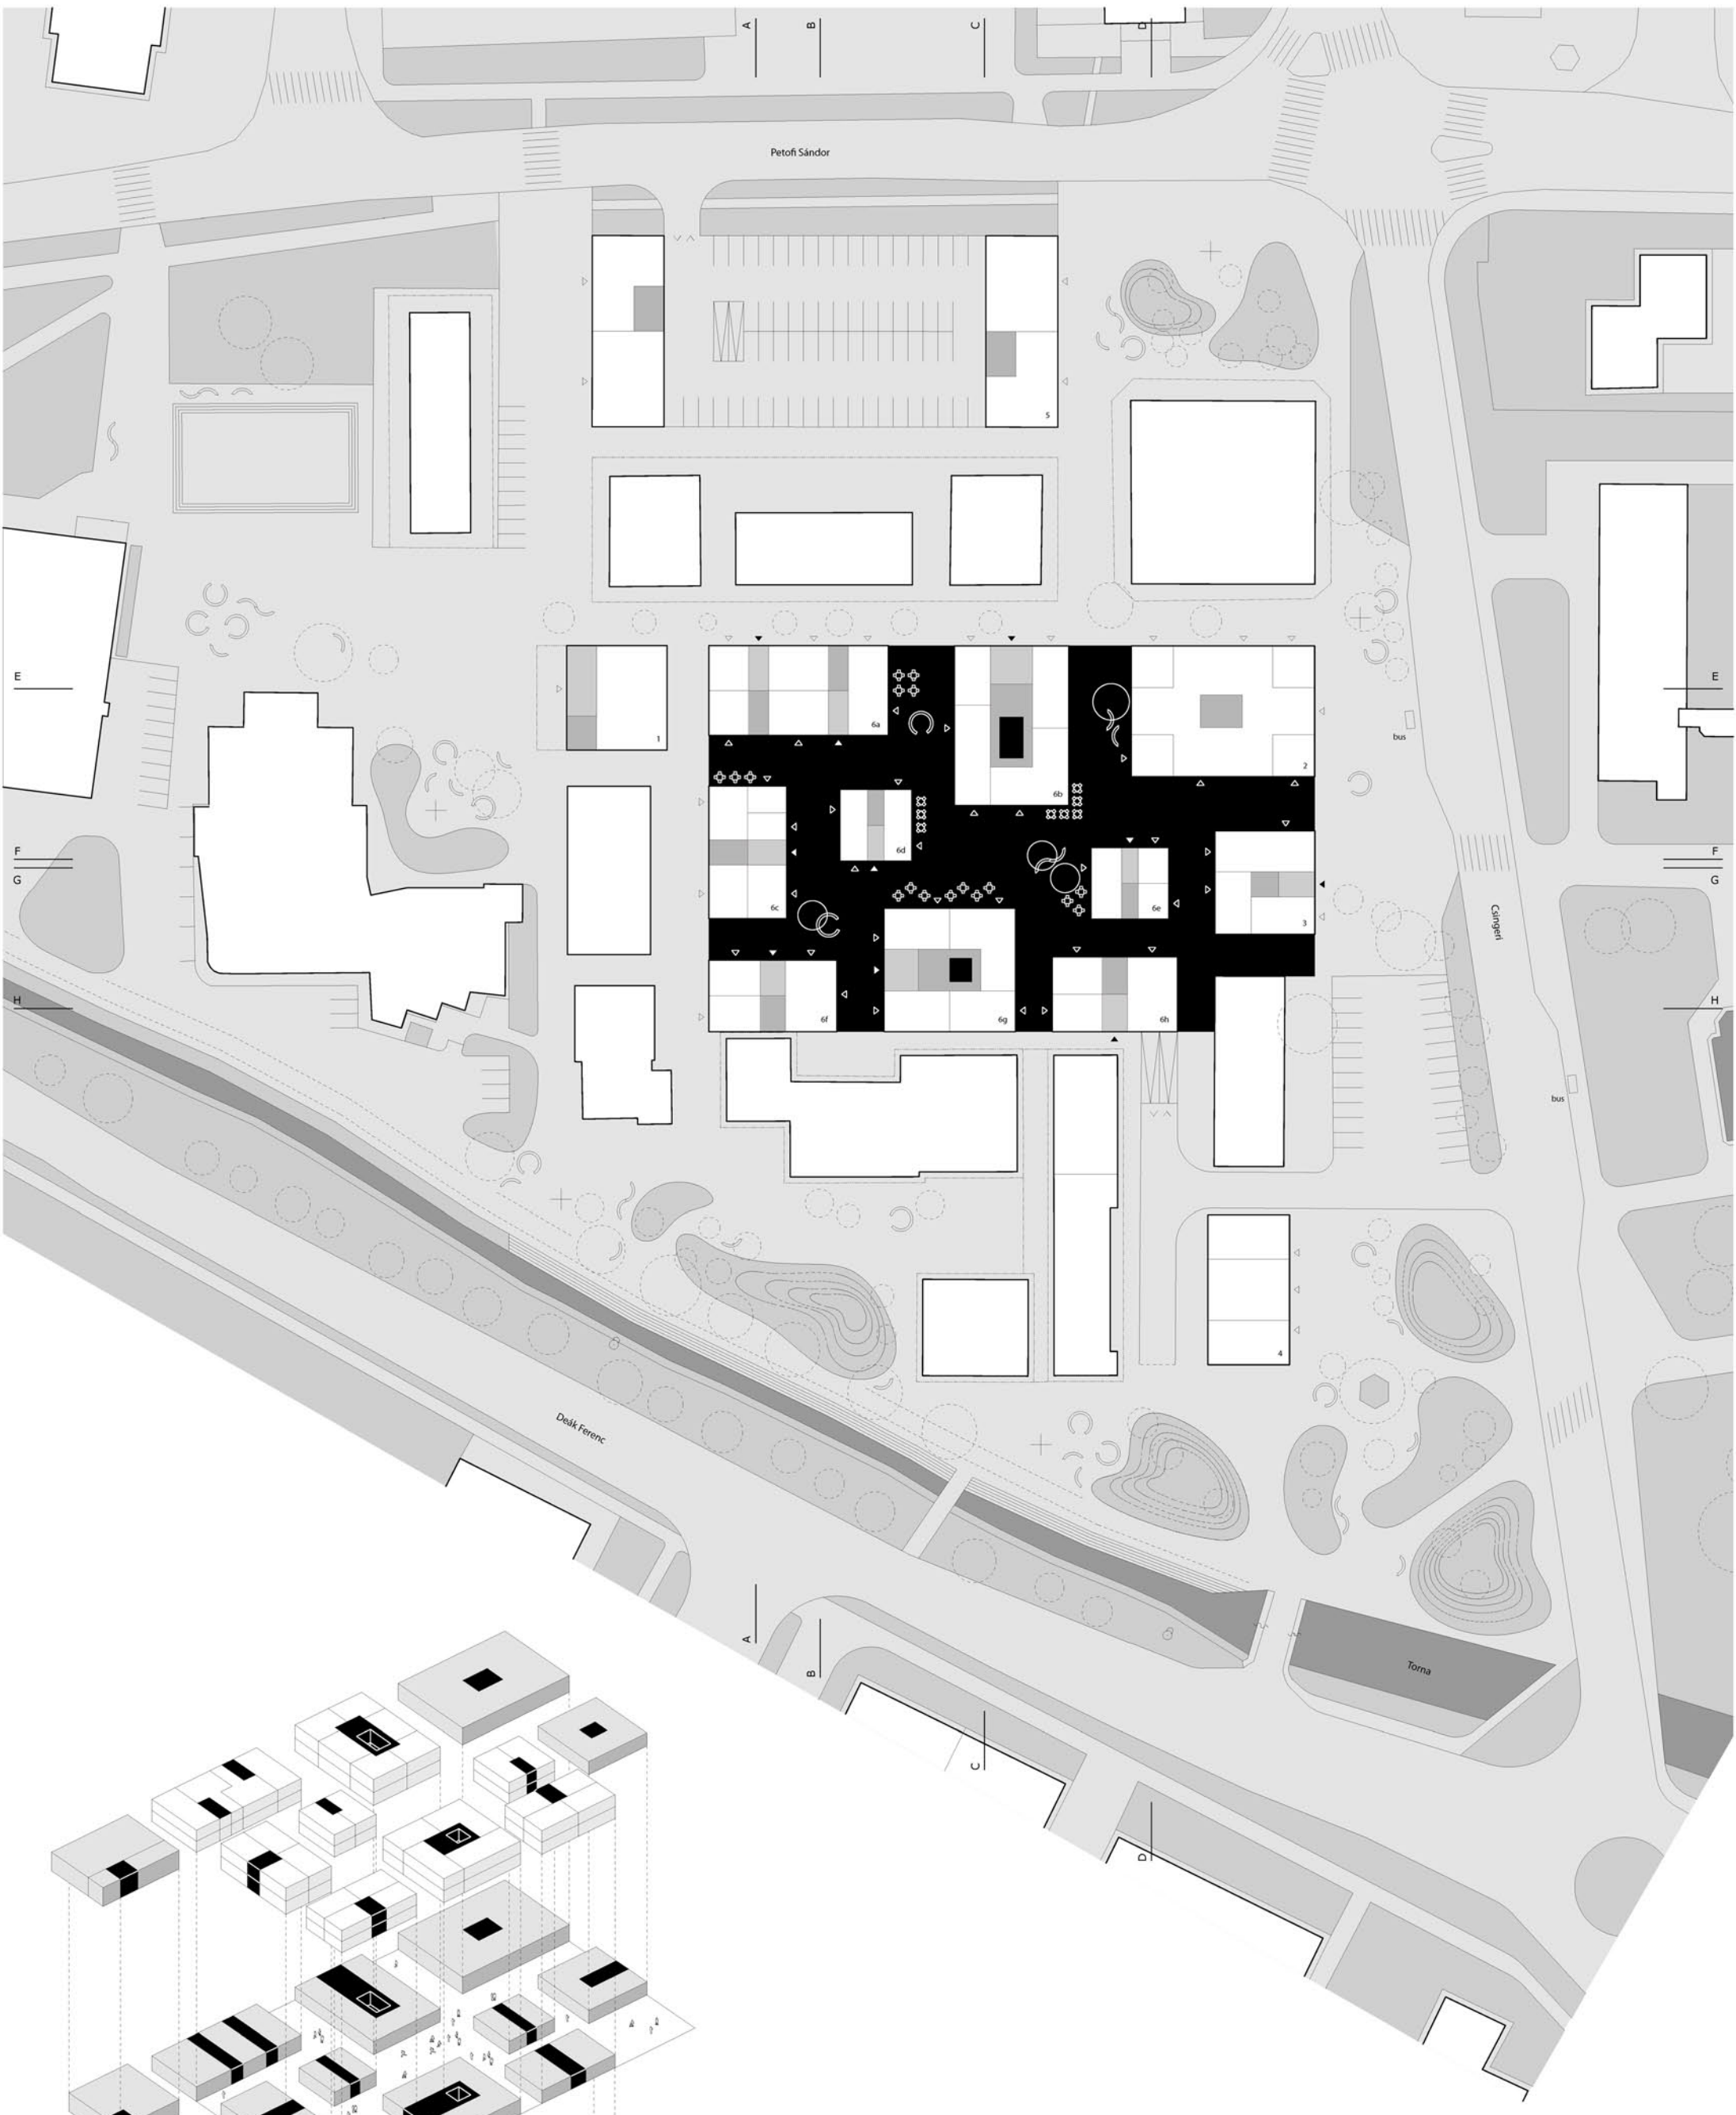 A
B
C
D
Petofi Sándor
5
E
E
1
6a
6b
2
bus
F
G
6c
6d
6e
3
F
G
Csingeri
H
6f
6g
6h
H
bus
4
Deák Ferenc
A
B
Torna
C
D